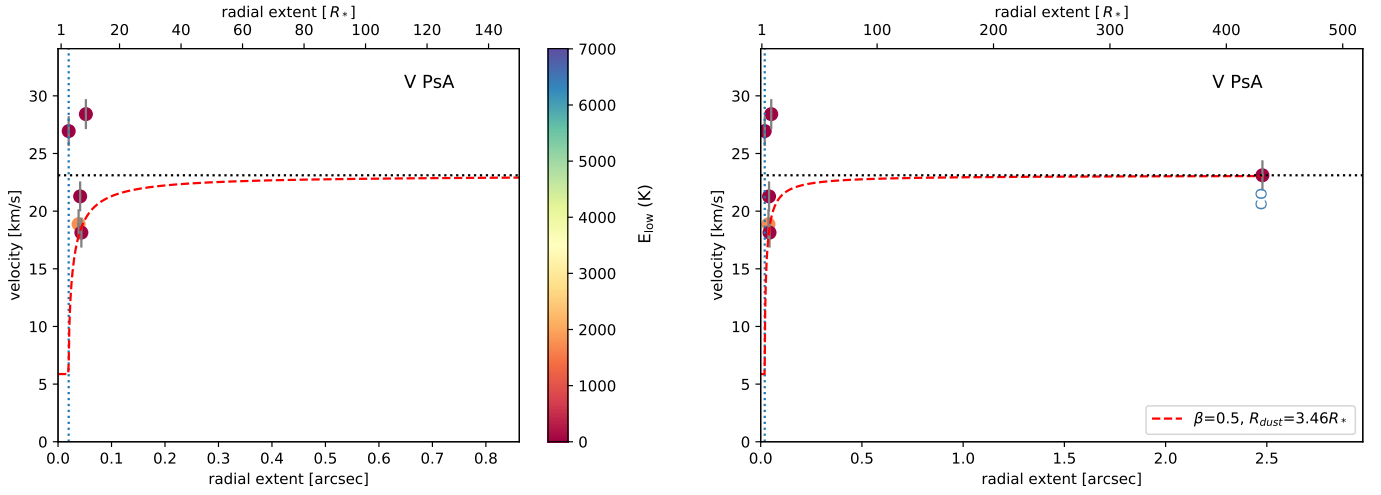 radial extent [R*]
1 20 40 60 80 100 120 140
V PsA
velocity [km/s]
30
25
20
15
10
5
0
0.0 0.1 0.2 0.3 0.4 0.5 0.6 0.7 0.8
radial extent [arcsec]
7000
6000
5000
4000
3000
2000
1000
0
E_low (K)
radial extent [R*]
1 100 200 300 400 500
V PsA
velocity [km/s]
30
25
20
15
10
5
0
CO
β=0.5, R_dust=3.46R*
0.0 0.5 1.0 1.5 2.0 2.5
radial extent [arcsec]